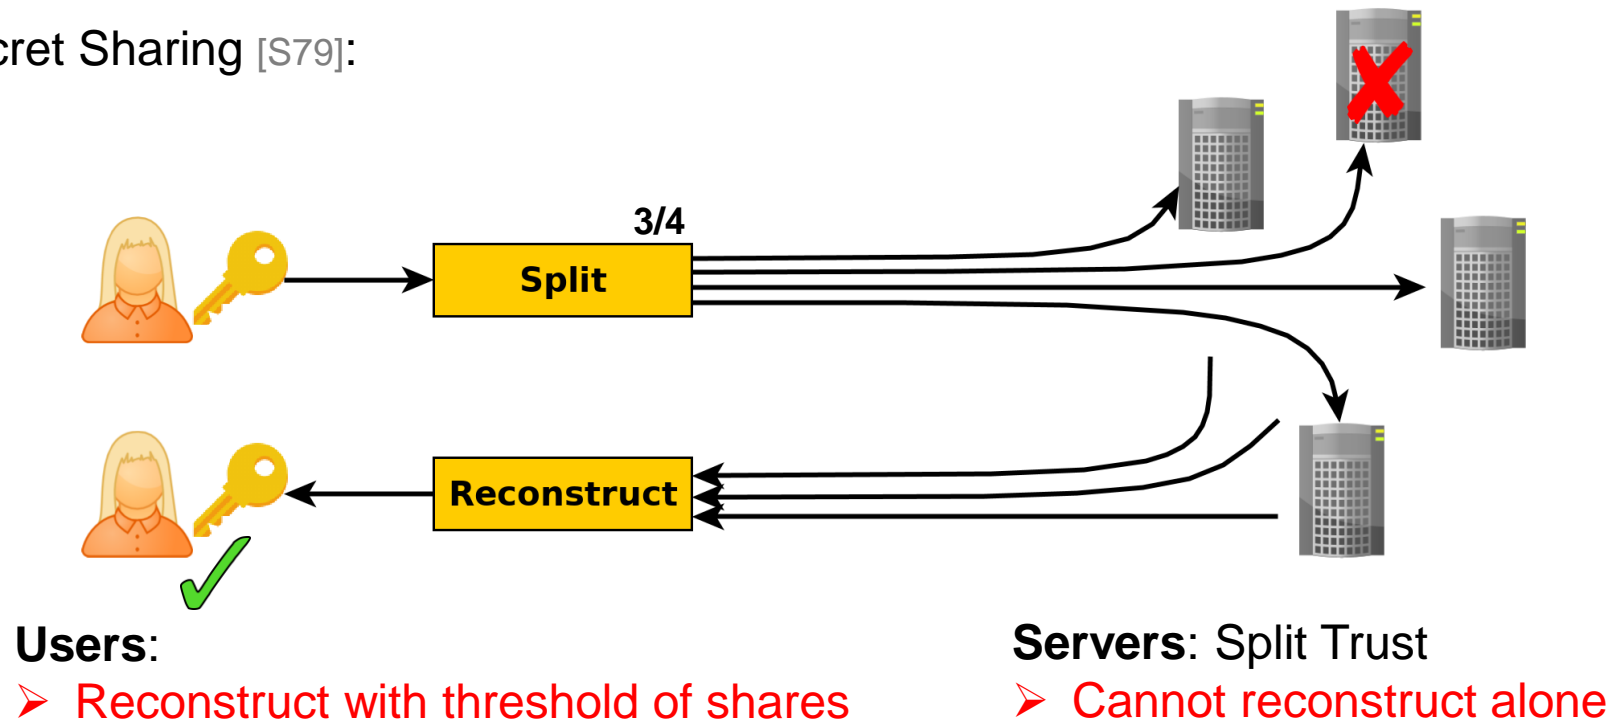 cret Sharing [S79]:
3/4
Split
Reconstruct
Users:
➢ Reconstruct with threshold of shares
Servers: Split Trust
➢ Cannot reconstruct alone